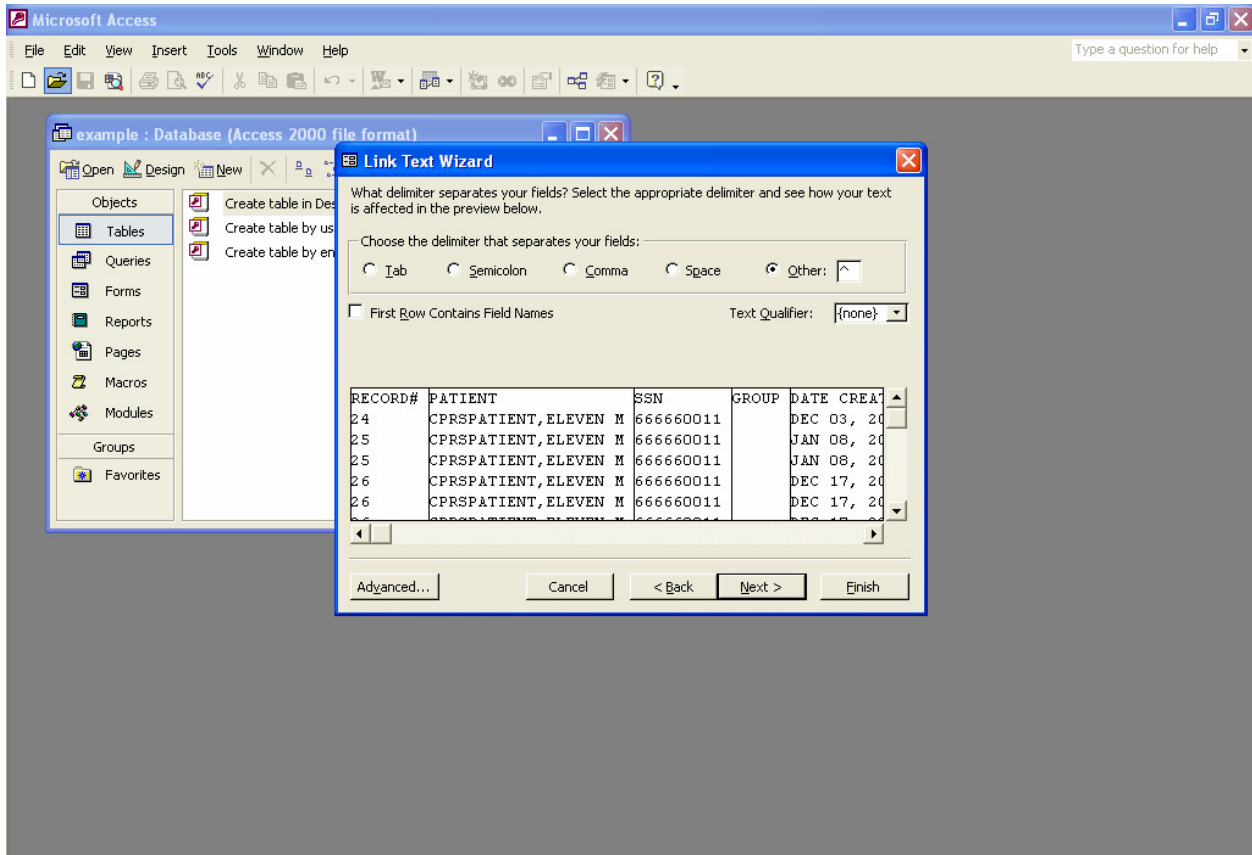 Microsoft Access
File Edit View Insert Tools Window Help
Type a question for help
example : Database (Access 2000 file format)
Open Design New
Objects
Tables
Queries
Forms
Reports
Pages
Macros
Modules
Groups
Favorites
Create table in Des
Create table by us
Create table by en
Link Text Wizard
What delimiter separates your fields? Select the appropriate delimiter and see how your text
is affected in the preview below.
Choose the delimiter that separates your fields:
Tab Semicolon Comma Space Other: ^
First Row Contains Field Names Text Qualifier: {none}
RECORD# PATIENT SSN GROUP DATE CREAT
24 CPRSPATIENT,ELEVEN M 666660011 DEC 03, 20
25 CPRSPATIENT,ELEVEN M 666660011 JAN 08, 20
25 CPRSPATIENT,ELEVEN M 666660011 JAN 08, 20
26 CPRSPATIENT,ELEVEN M 666660011 DEC 17, 20
26 CPRSPATIENT,ELEVEN M 666660011 DEC 17, 20
Advanced... Cancel < Back Next > Finish